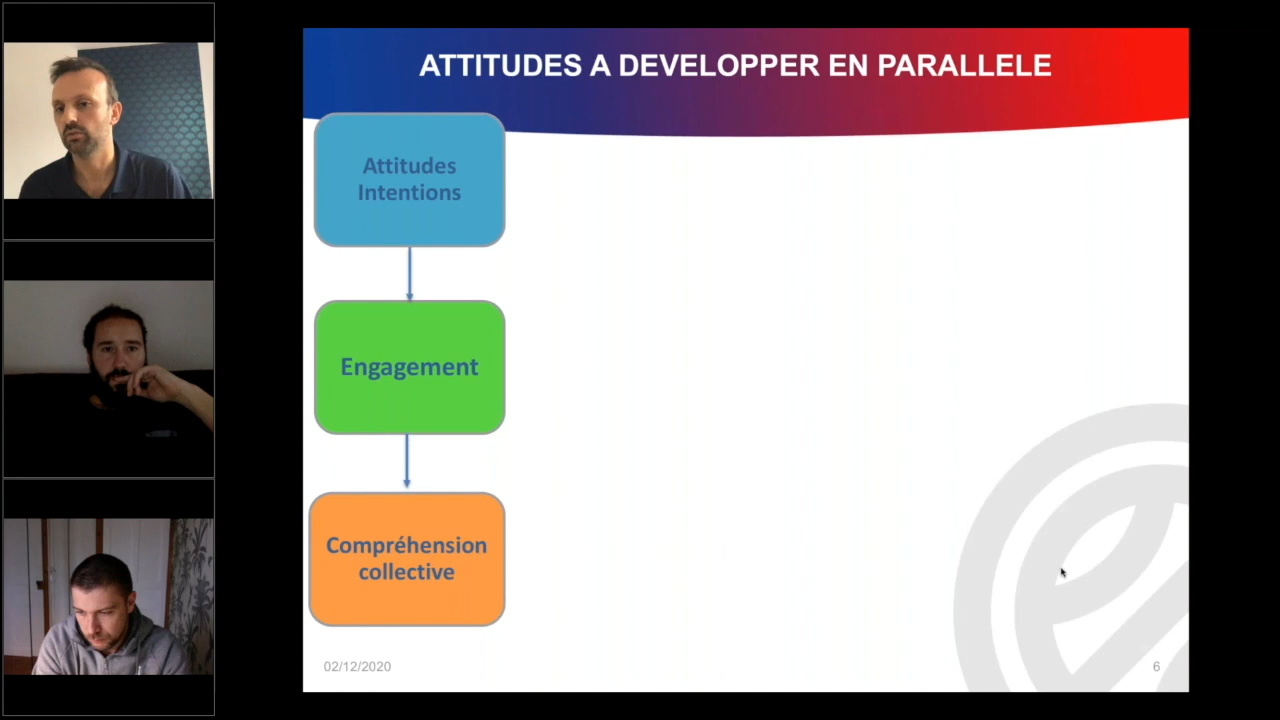 ATTITUDES A DEVELOPPER EN PARALLELE
Attitudes
Intentions
Engagement
Compréhension
collective
02/12/2020
6